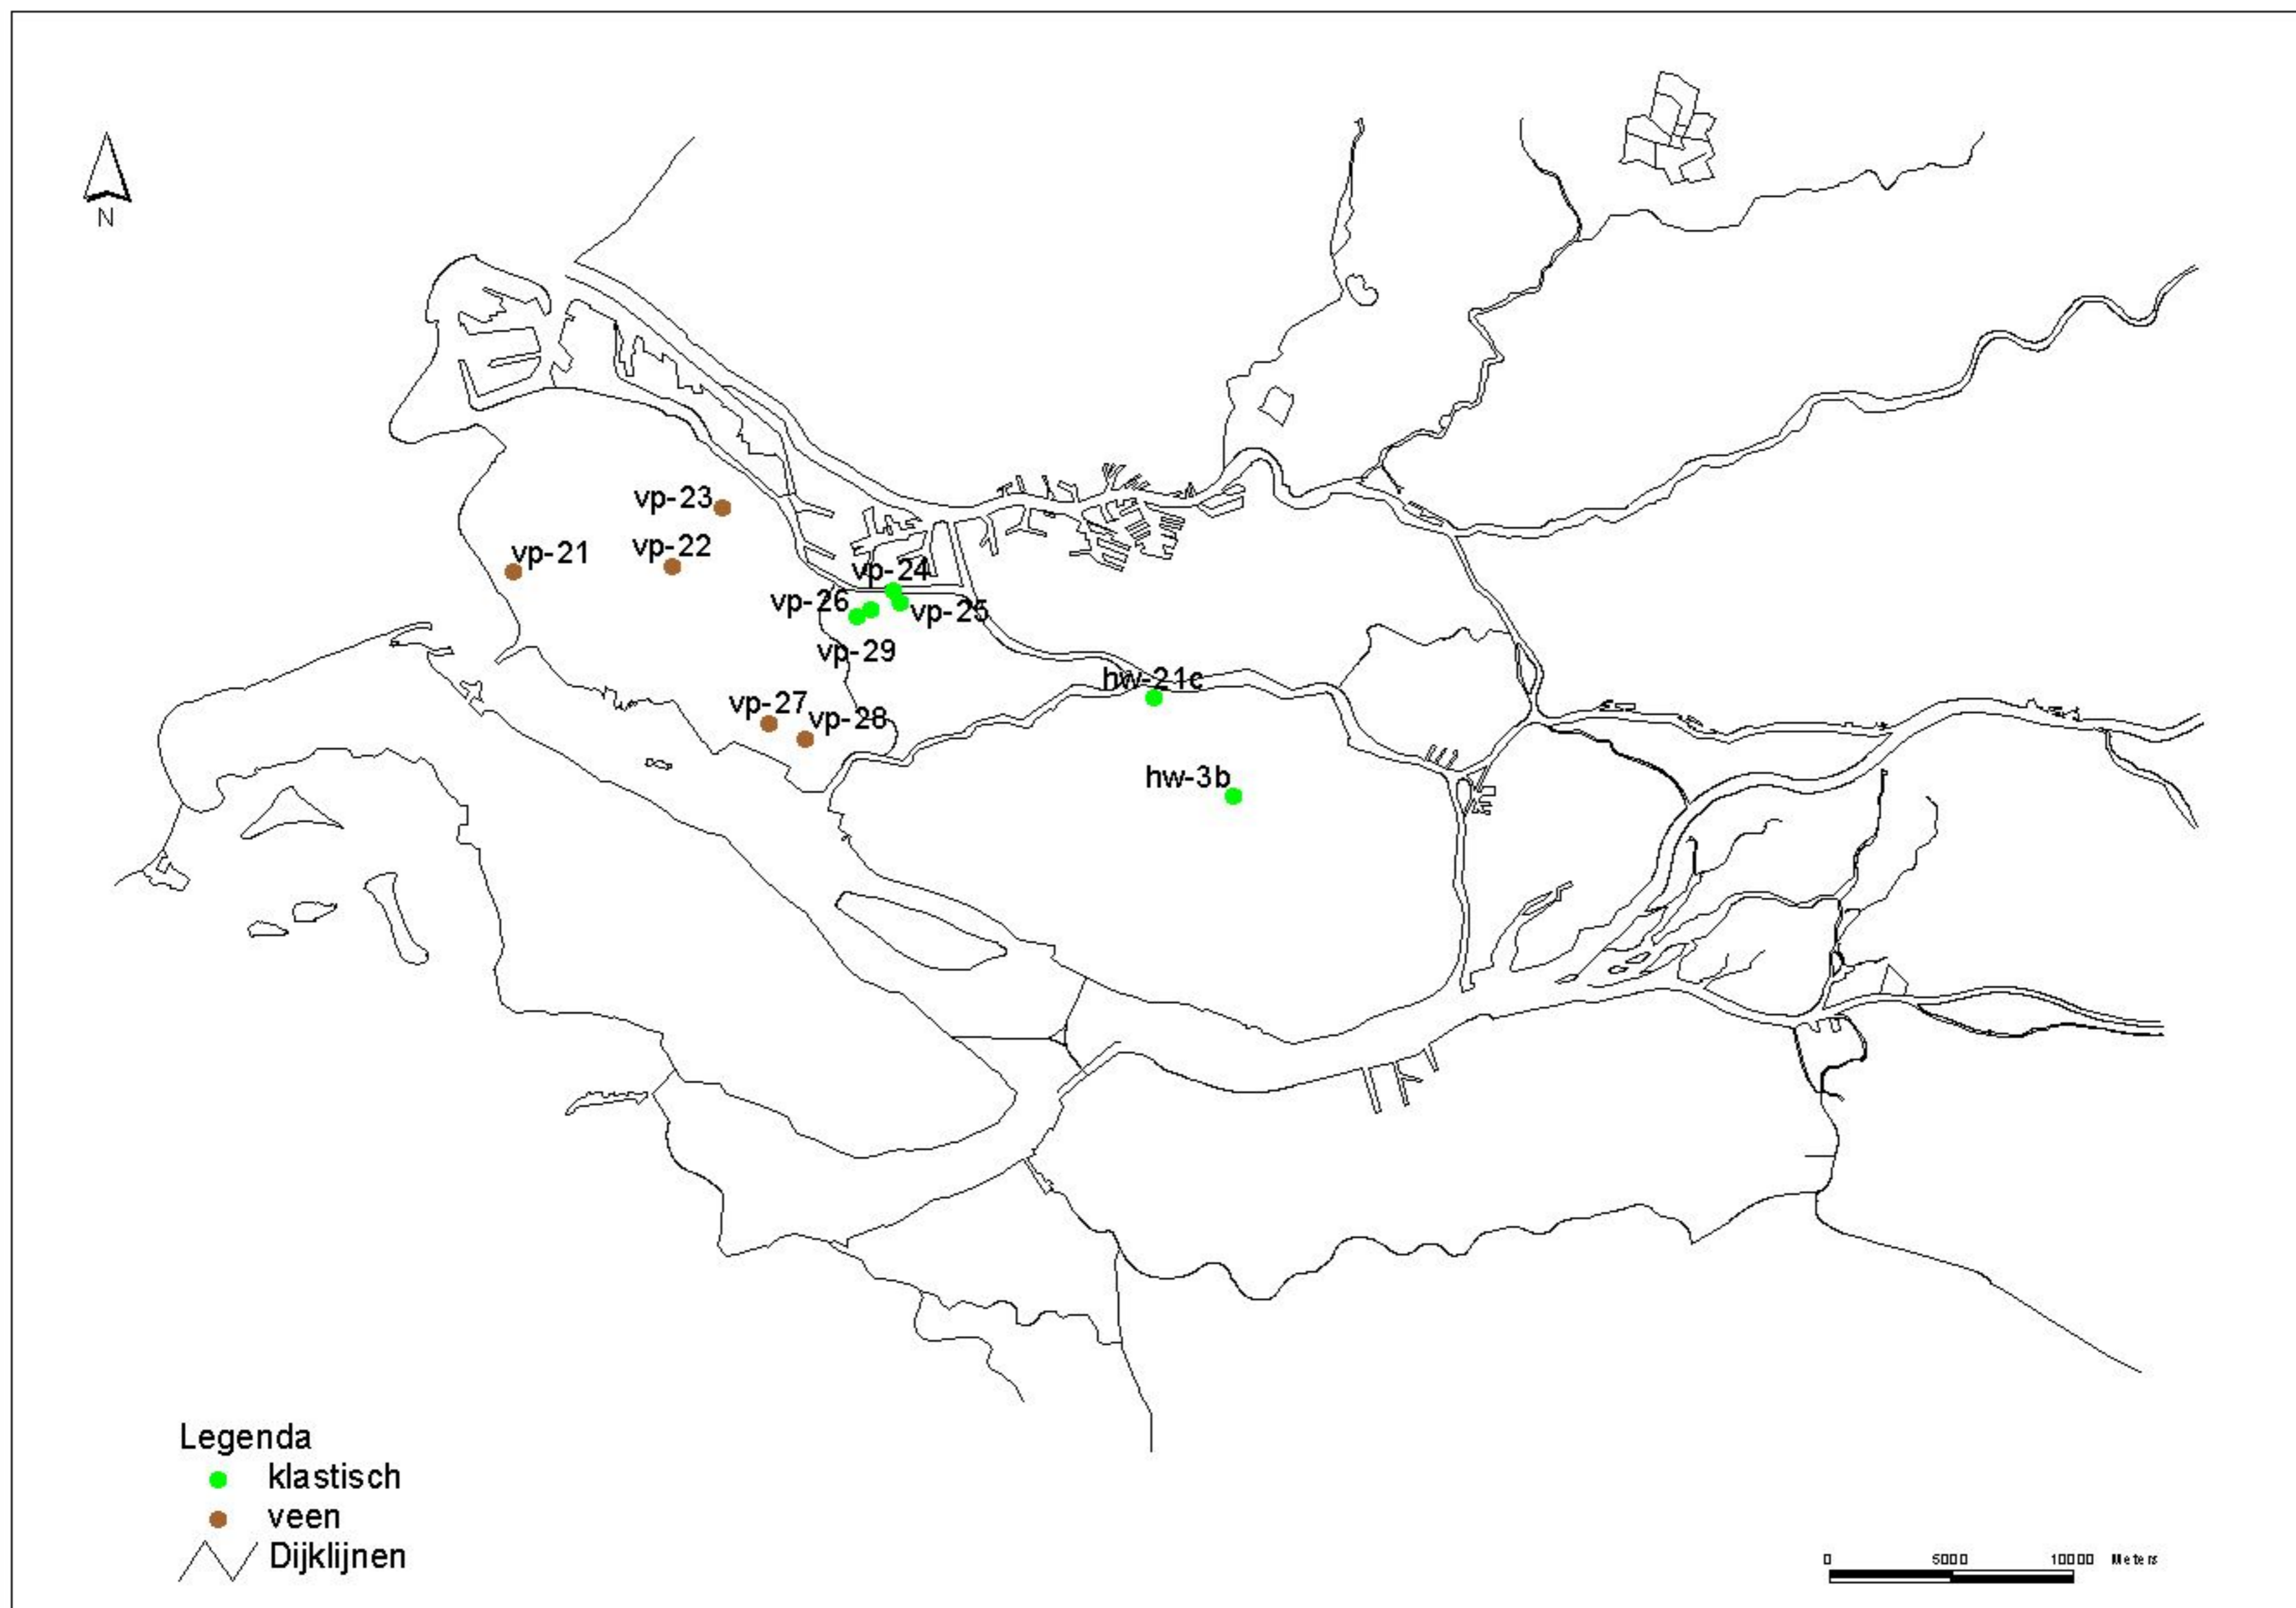 N
vp-23
vp-22
vp-21
vp-24
vp-26
vp-25
vp-29
hw-21c
vp-27
vp-28
hw-3b
Legenda
klastisch
veen
Dijklijnen
0 5000 10000 Meters